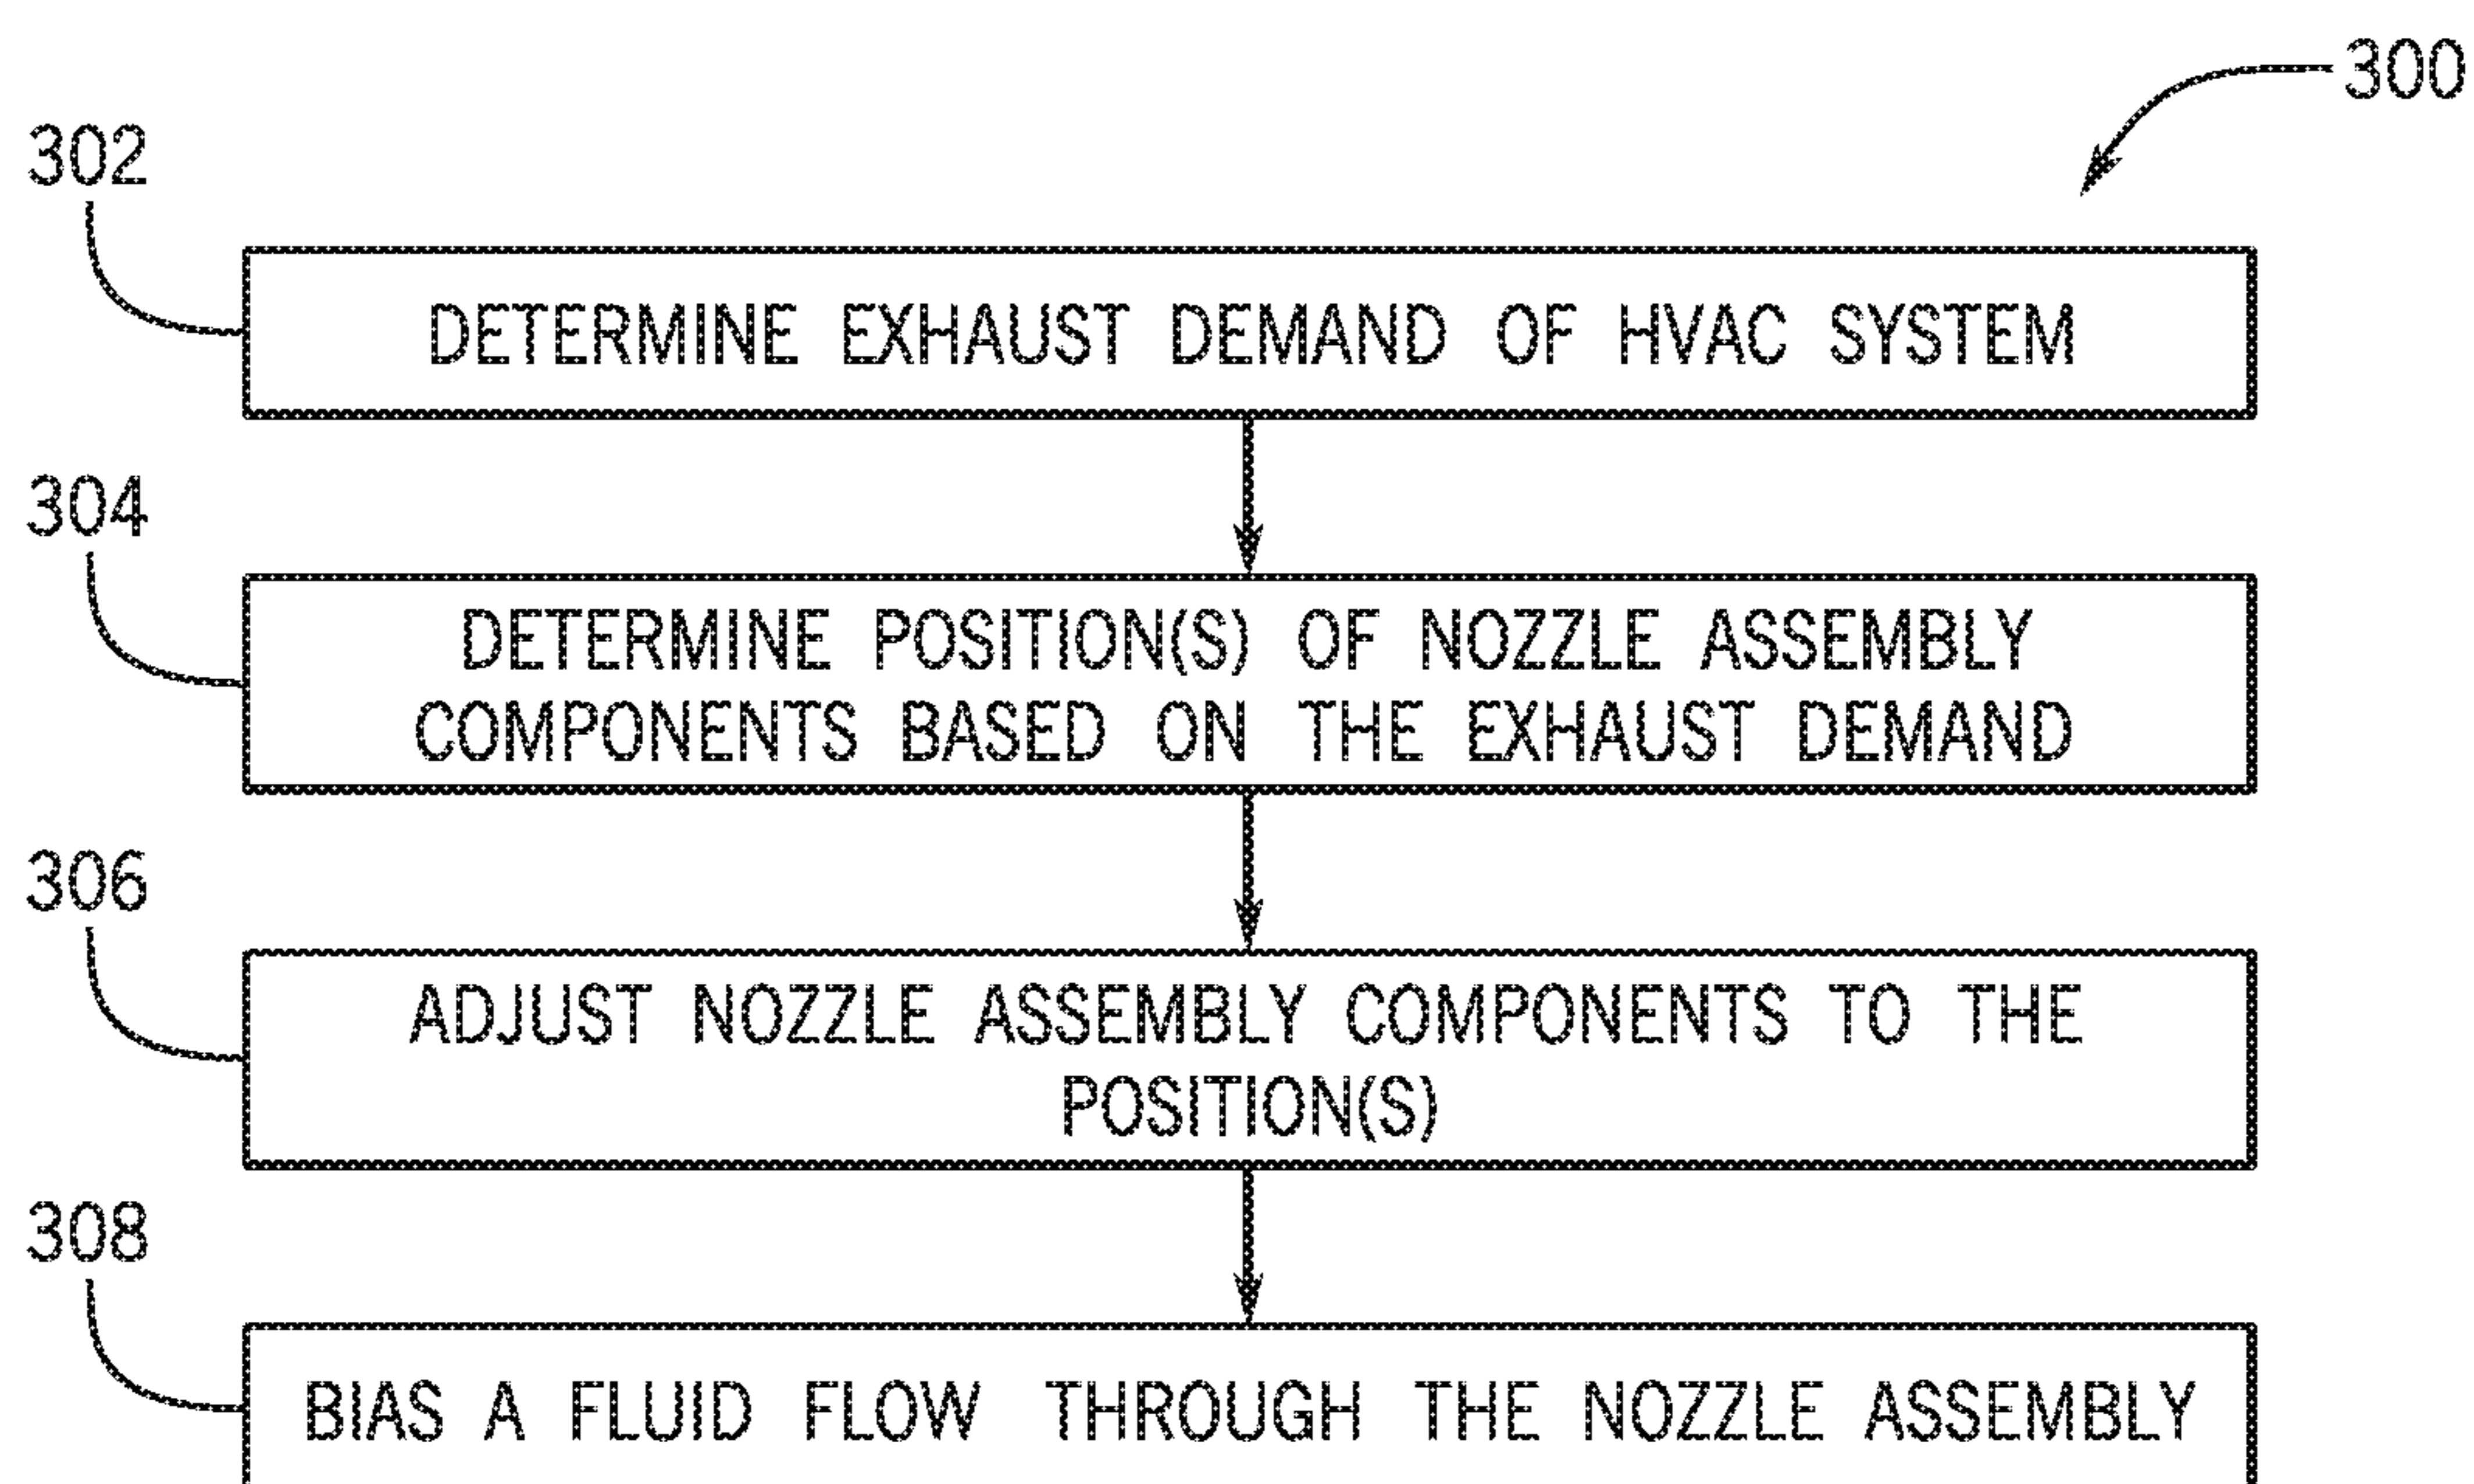 300
302
DETERMINE EXHAUST DEMAND OF HVAC SYSTEM
304
DETERMINE POSITION(S) OF NOZZLE ASSEMBLY
COMPONENTS BASED ON THE EXHAUST DEMAND
306
ADJUST NOZZLE ASSEMBLY COMPONENTS TO THE
POSITION(S)
308
BIAS A FLUID FLOW THROUGH THE NOZZLE ASSEMBLY